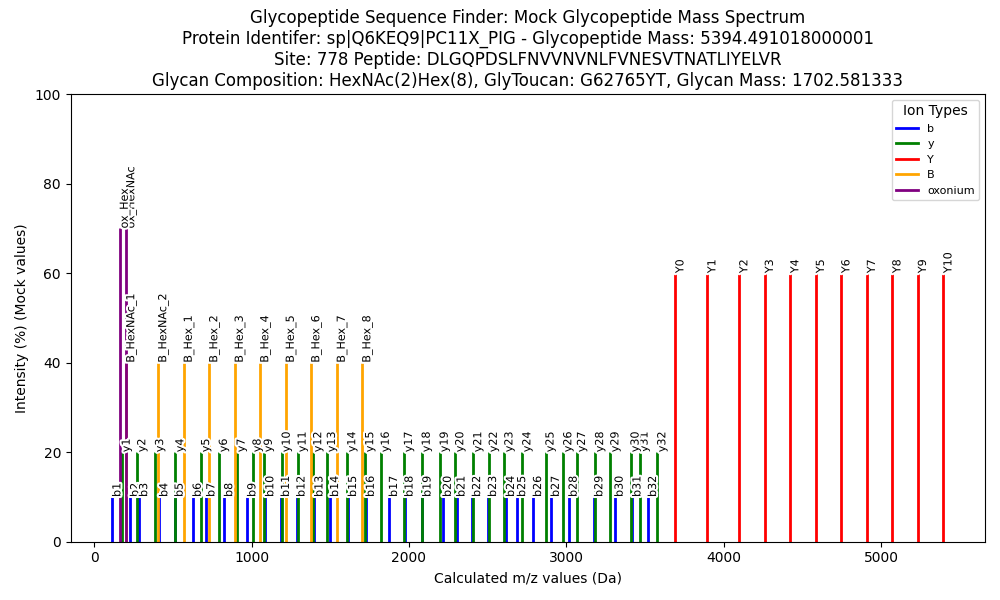 Glycopeptide Sequence Finder: Mock Glycopeptide Mass Spectrum
Protein Identifer: sp|Q6KEQ9|PC11X_PIG - Glycopeptide Mass: 5394.491018000001
Site: 778 Peptide: DLGQPDSLFNVVNVNLFVNESVTNATLIYELVR
Glycan Composition: HexNAc(2)Hex(8), GlyToucan: G62765YT, Glycan Mass: 1702.581333
100
80
60
40
20
0
Intensity (%) (Mock values)
0 1000 2000 3000 4000 5000
Calculated m/z values (Da)
Ion Types
b
y
Y
B
oxonium
ox_Hex
ox_HexNAc
Y0 Y1 Y2 Y3 Y4 Y5 Y6 Y7 Y8 Y9 Y10
B_HexNAc_1 B_HexNAc_2 B_Hex_1 B_Hex_2 B_Hex_3 B_Hex_4 B_Hex_5 B_Hex_6 B_Hex_7 B_Hex_8
y1 y2 y3 y4 y5 y6 y7 y8 y9 y10 y11 y12 y13 y14 y15 y16 y17 y18 y19 y20 y21 y22 y23 y24 y25 y26 y27 y28 y29 y30 y31 y32
b1 b2 b3 b4 b5 b6 b7 b8 b9 b10 b11 b12 b13 b14 b15 b16 b17 b18 b19 b20 b21 b22 b23 b24 b25 b26 b27 b28 b29 b30 b31 b32